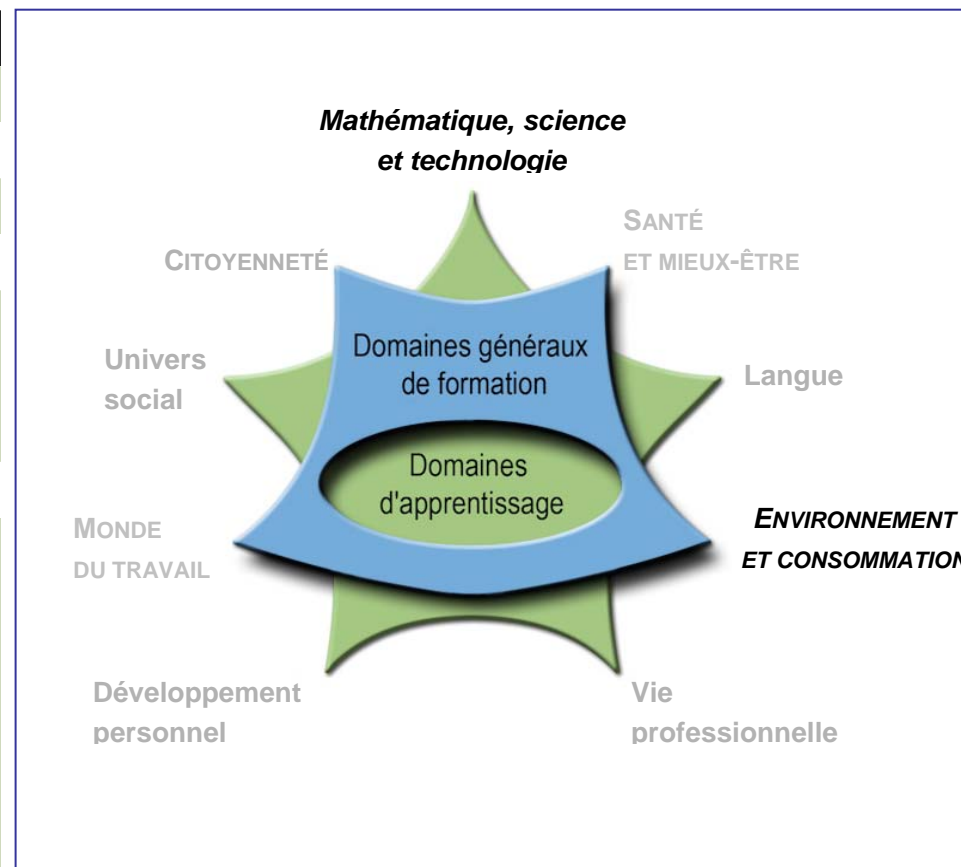 Mathématique, science
et technologie
SANTÉ
ET MIEUX-ÊTRE
CITOYENNETÉ
Domaines généraux
de formation
Univers
social
Langue
Domaines
d'apprentissage
ENVIRONNEMENT
ET CONSOMMATION
MONDE
DU TRAVAIL
Développement
personnel
Vie
professionnelle